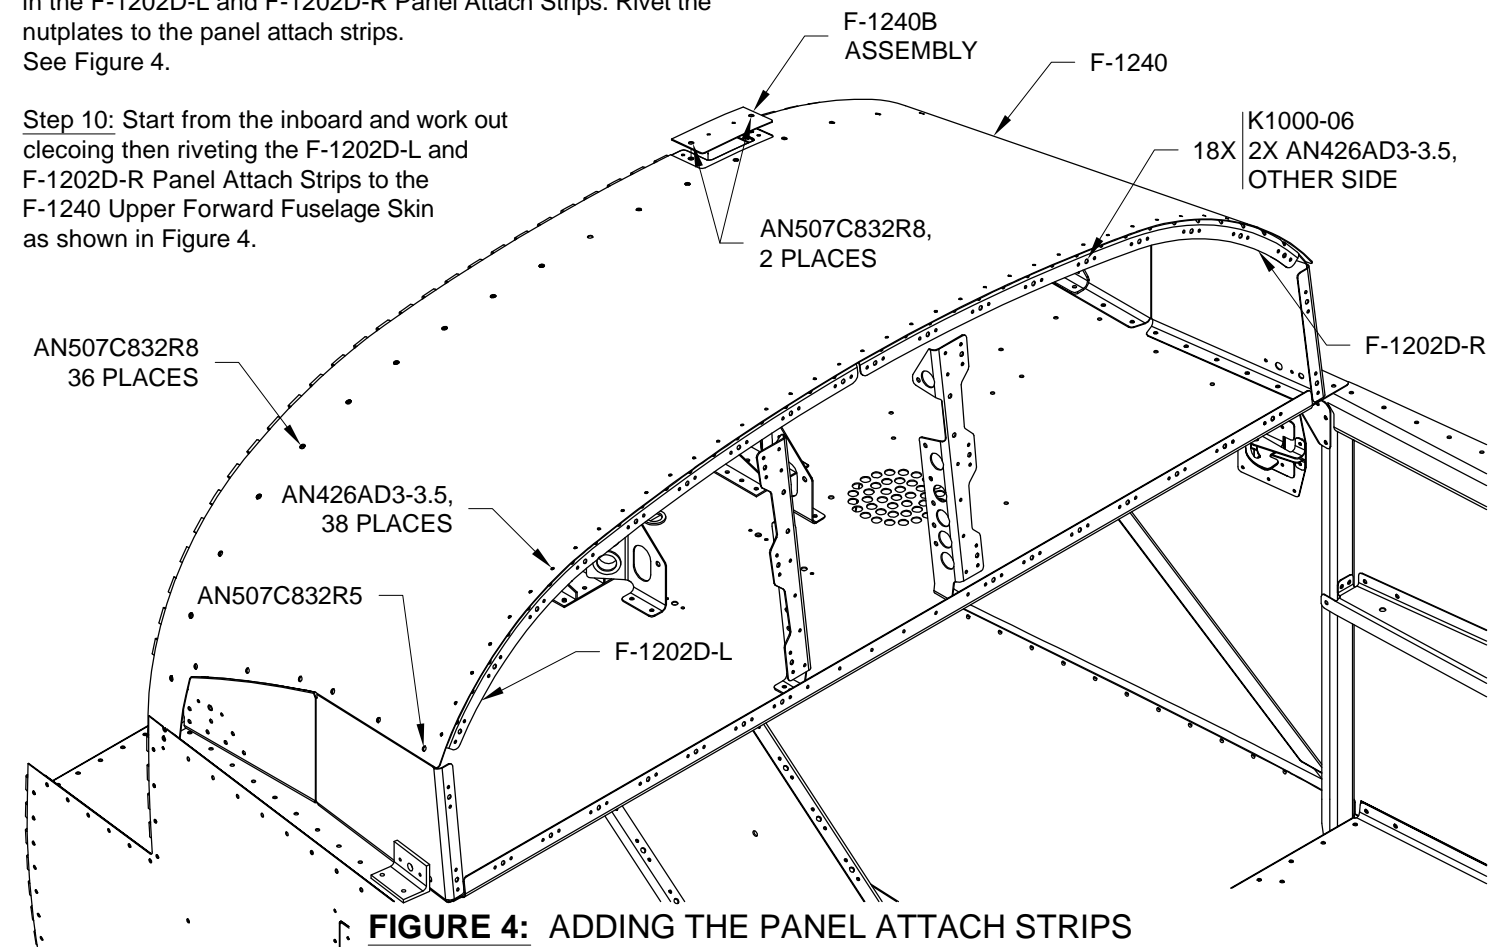 in the F-1202D-L and F-1202D-R Panel Attach Strips. Rivet the
nutplates to the panel attach strips.
See Figure 4.
Step 10: Start from the inboard and work out
clecoing then riveting the F-1202D-L and
F-1202D-R Panel Attach Strips to the
F-1240 Upper Forward Fuselage Skin
as shown in Figure 4.
F-1240B
ASSEMBLY
F-1240
K1000-06
18X 2X AN426AD3-3.5,
OTHER SIDE
AN507C832R8,
2 PLACES
F-1202D-R
AN507C832R8
36 PLACES
AN426AD3-3.5,
38 PLACES
AN507C832R5
F-1202D-L
FIGURE 4: ADDING THE PANEL ATTACH STRIPS